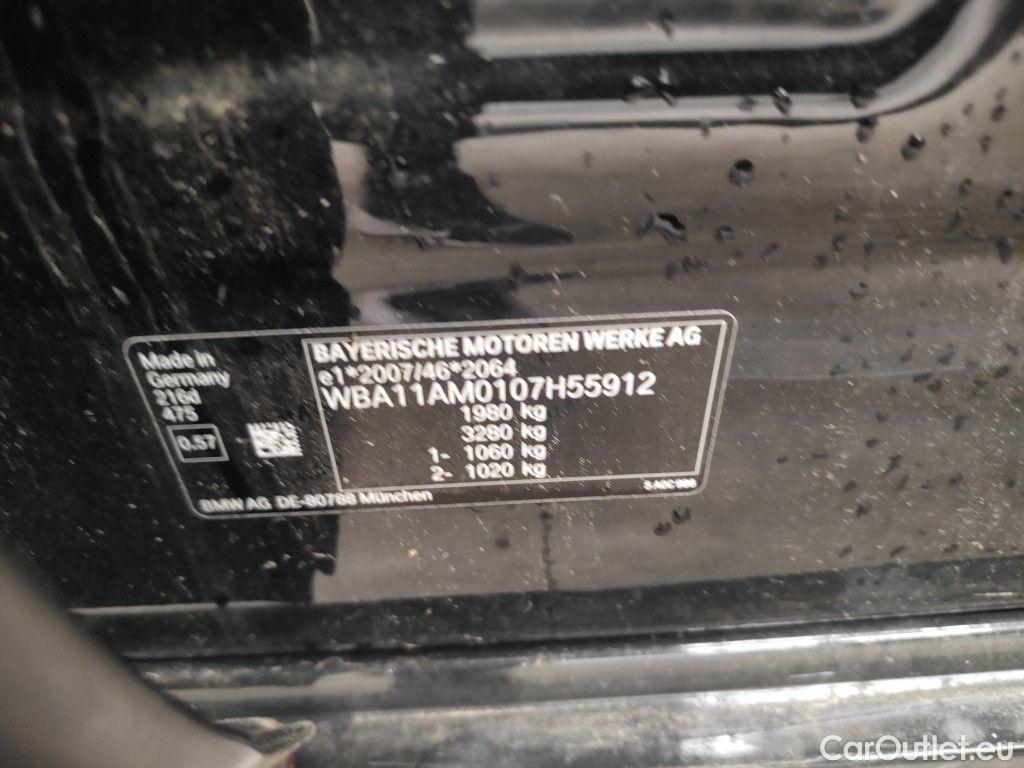 Made in
Germany
216d
475
0.57
BAYERISCHE MOTOREN WERKE AG
e1*2007/46*2064
WBA11AM0107H55912
1980 kg
3280 kg
1- 1060 kg
2- 1020 kg
BMW AG DE-80788 München
CarOutlet.eu